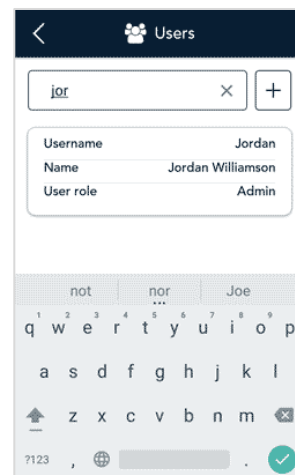 Users
jor
Username Jordan
Name Jordan Williamson
User role Admin
not nor Joe
1 2 3 4 5 6 7 8 9 0
q w e r t y u i o p
a s d f g h j k l
z x c v b n m
?123 , .